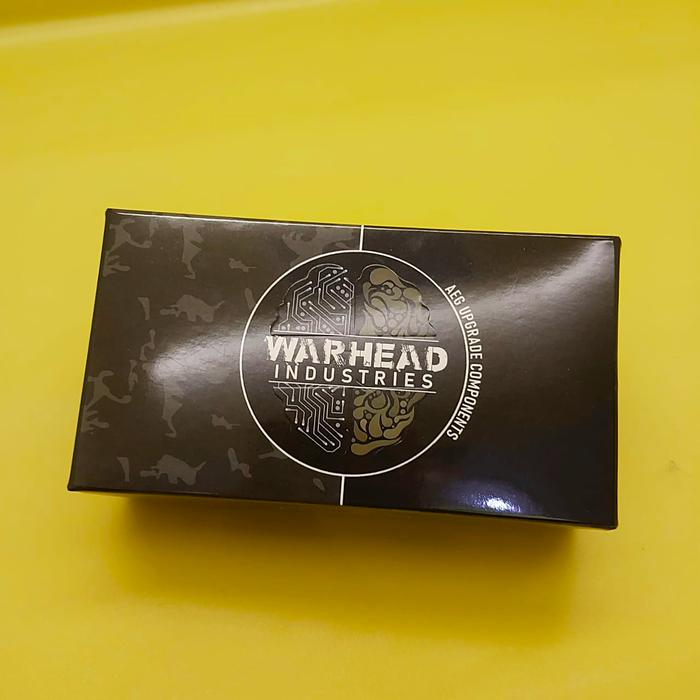 WARHEAD
INDUSTRIES
AEG UPGRADE COMPONENTS